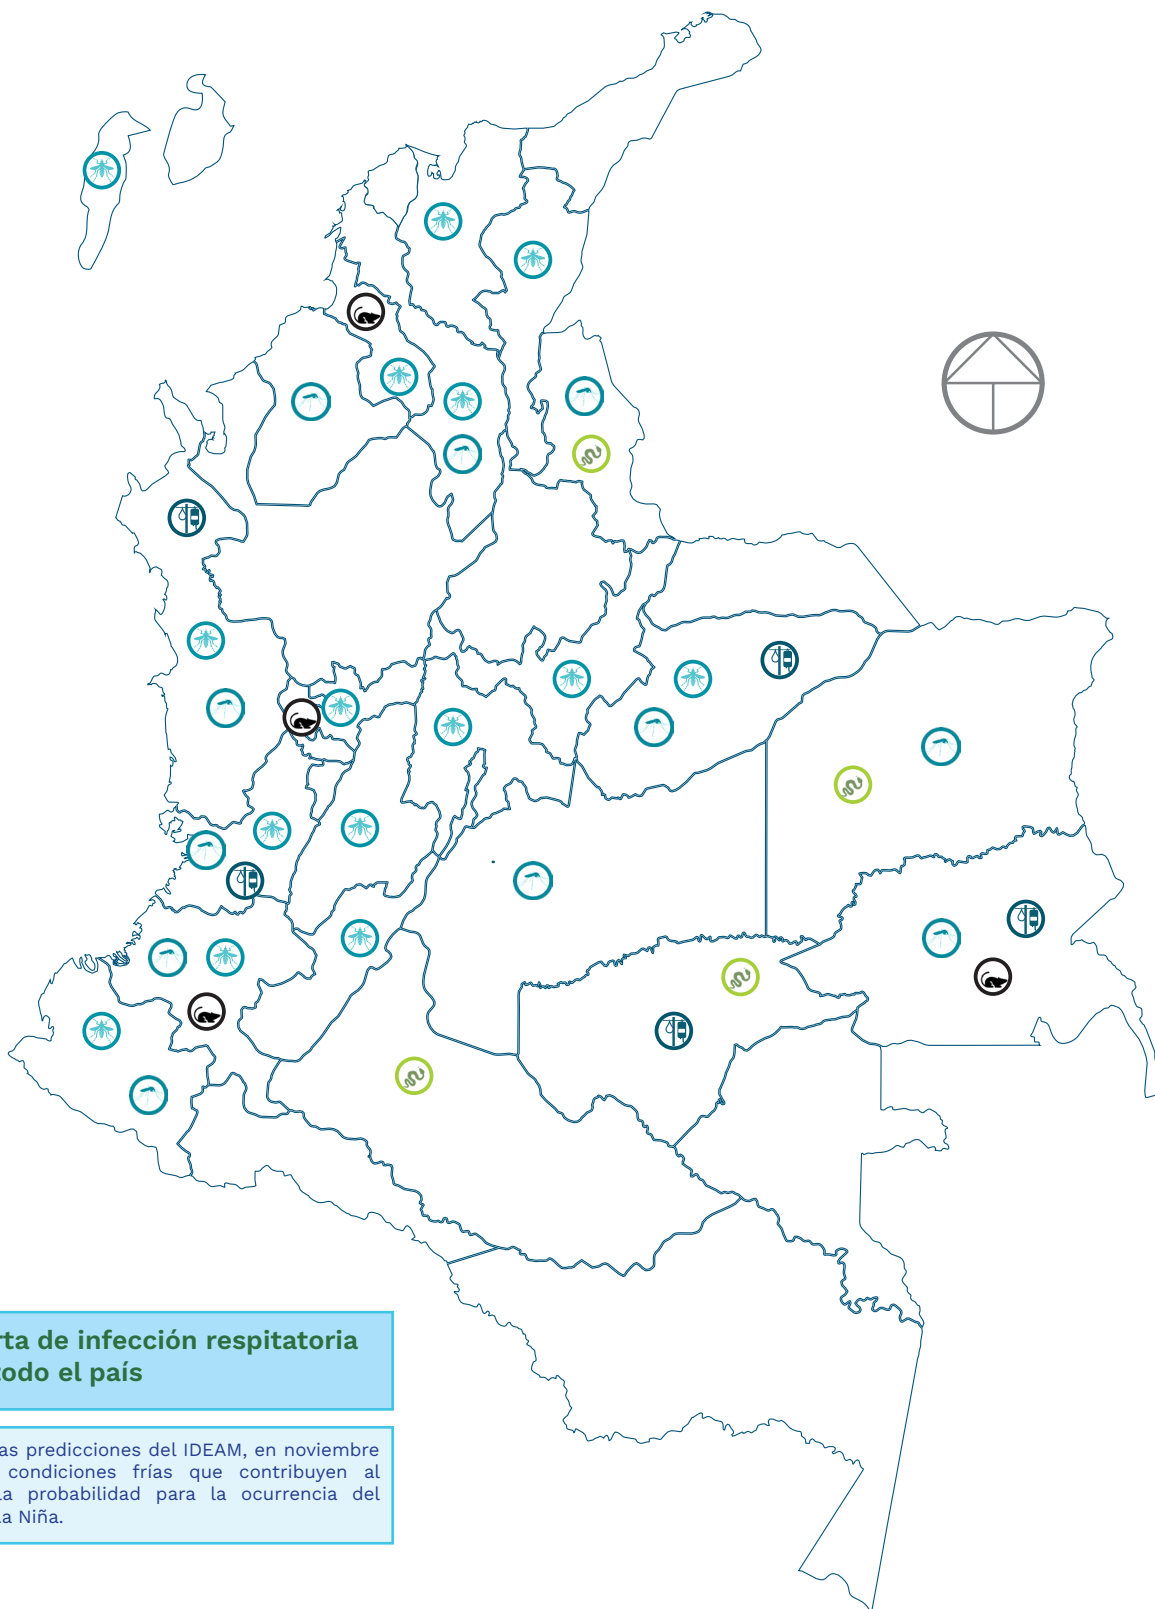 rta de infección respitatoria
todo el país
as predicciones del IDEAM, en noviembre
condiciones frías que contribuyen al
la probabilidad para la ocurrencia del
a Niña.